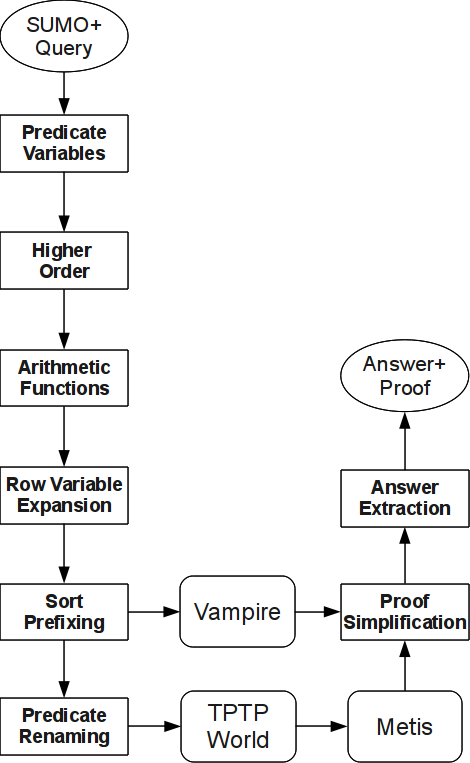 SUMO+
Query
Predicate
Variables
Higher
Order
Arithmetic
Functions
Row Variable
Expansion
Sort
Prefixing
Predicate
Renaming
Vampire
TPTP
World
Metis
Proof
Simplification
Answer
Extraction
Answer+
Proof